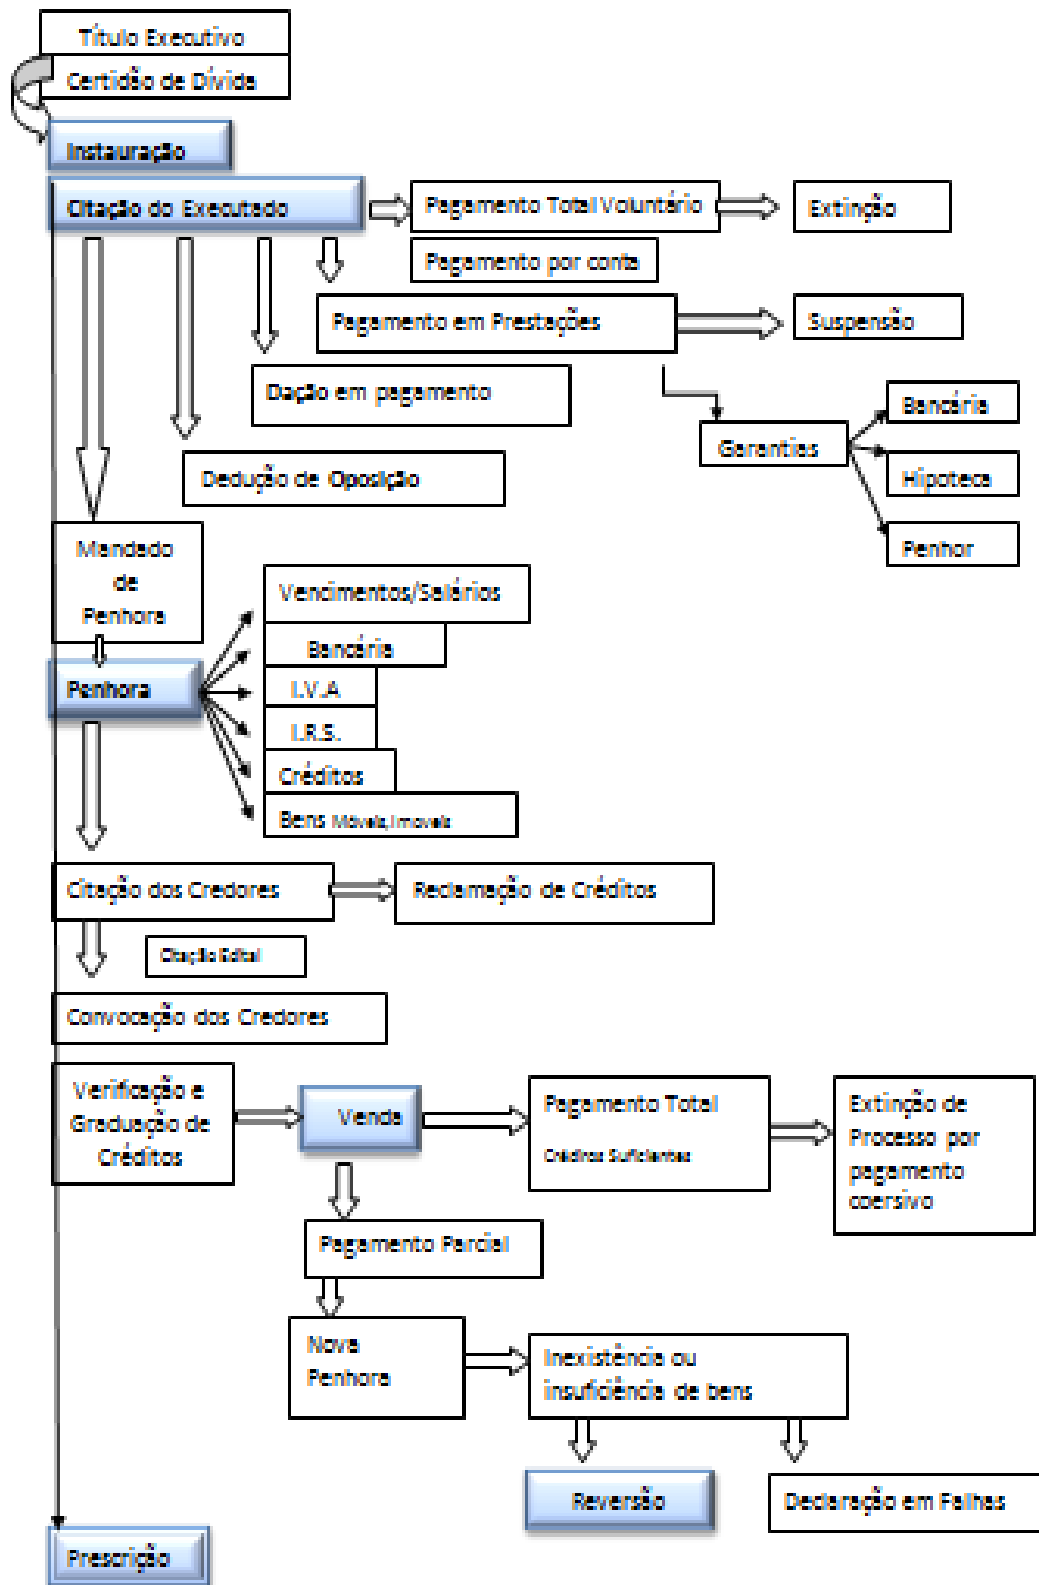 Título Executivo
Certidão de Dívida
Instauração
Citação do Executado
Pagamento Total Voluntário
Extinção
Pagamento por conta
Pagamento em Prestações
Suspensão
Dação em pagamento
Garantias
Bancária
Hipoteca
Penhor
Dedução de Oposição
Mandado
de
Penhora
Penhora
Vencimentos/Salários
Bancária
I.V.A
I.R.S.
Créditos
Bens Móveis, Imoveis
Citação dos Credores
Reclamação de Créditos
Citação Edital
Convocação dos Credores
Verificação e
Graduação de
Créditos
Venda
Pagamento Total
Créditos Suficientes
Extinção de
Processo por
pagamento
coersivo
Pagamento Parcial
Nova
Penhora
Inexistência ou
insuficiência de bens
Reversão
Declaração em Falhas
Prescrição